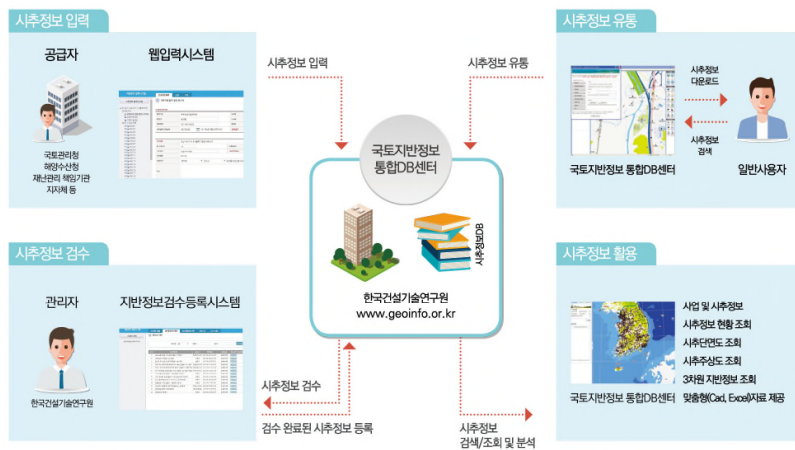 시추정보 입력
공급자
웹입력시스템
국토관리청
해양수산청
재난관리 책임기관
지자체 등
시추정보 입력
시추정보 유통
시추정보 유통
시추정보
다운로드
시추정보
검색
국토지반정보 통합DB센터
일반사용자
국토지반정보
통합DB센터
시추정보DB
한국건설기술연구원
www.geoinfo.or.kr
시추정보 검수
관리자
지반정보검수등록시스템
한국건설기술연구원
시추정보 검수
검수 완료된 시추정보 등록
시추정보
검색/조회 및 분석
시추정보 활용
사업 및 시추정보
시추정보 현황 조회
시추단면도 조회
시추주상도 조회
3차원 지반정보 조회
맞춤형(Cad, Excel)자료 제공
국토지반정보 통합DB센터